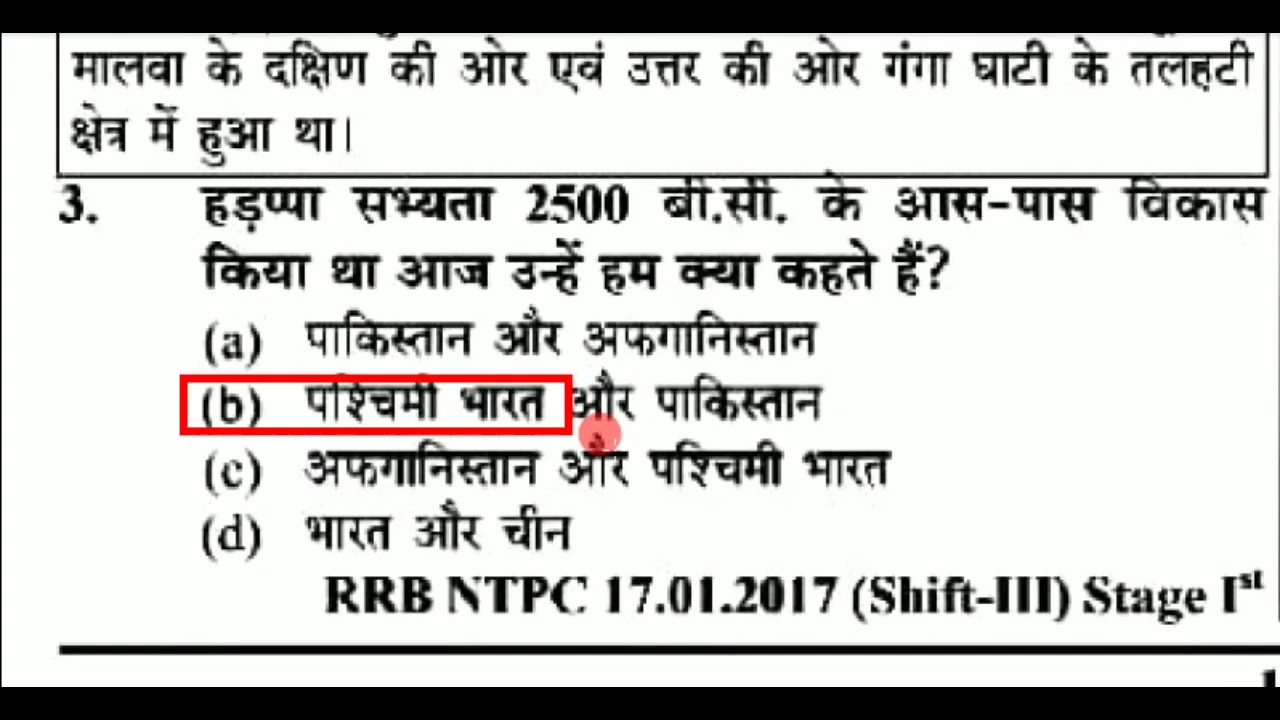 मालवा के दक्षिण की ओर एवं उत्तर की ओर गंगा घाटी के तलहटी
क्षेत्र में हुआ था।
3. हड़प्पा सभ्यता 2500 बी.सी. के आस-पास विकास
किया था आज उन्हें हम क्या कहते हैं?
(a) पाकिस्तान और अफगानिस्तान
(b) पश्चिमी भारत और पाकिस्तान
(c) अफगानिस्तान और पश्चिमी भारत
(d) भारत और चीन
RRB NTPC 17.01.2017 (Shift-III) Stage Ist